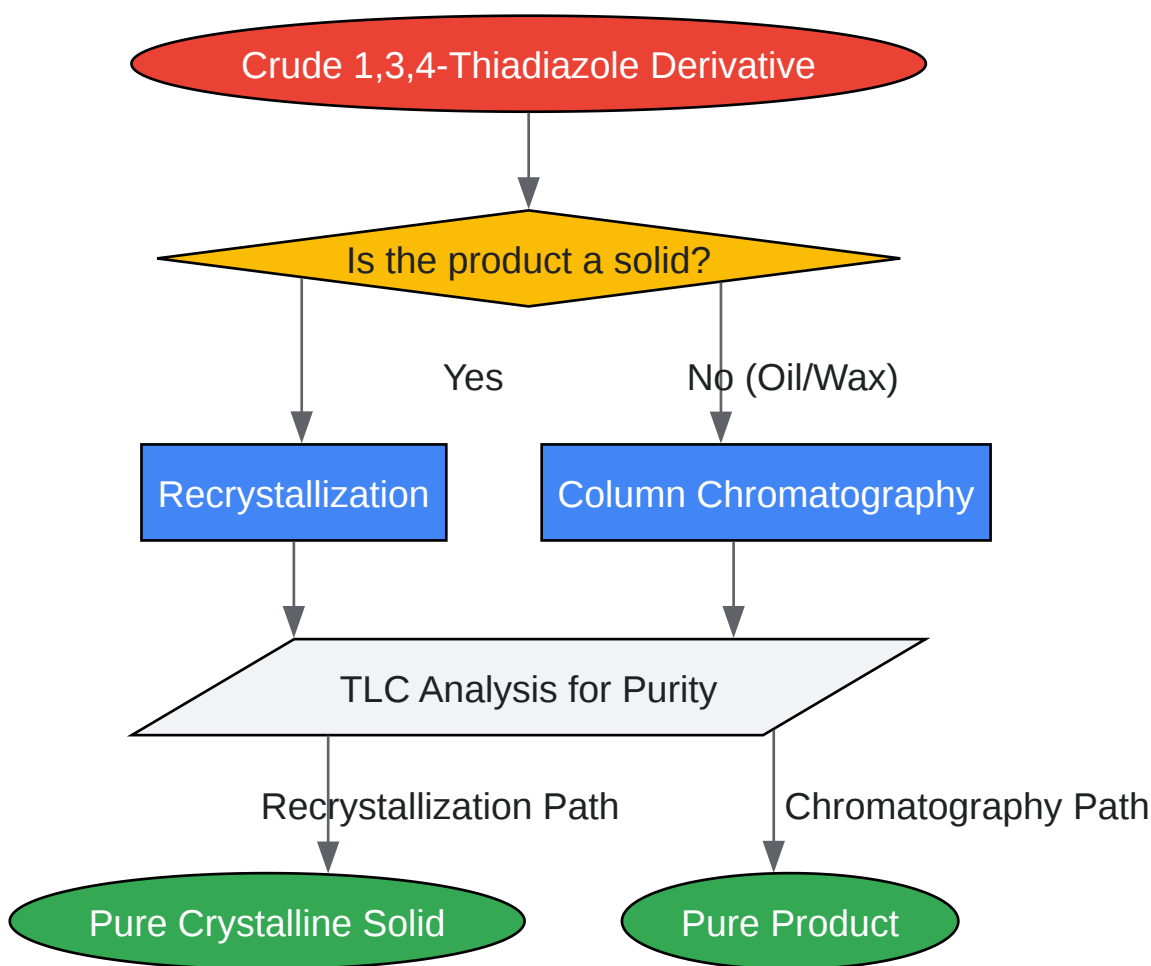 Crude 1,3,4-Thiadiazole Derivative
Is the product a solid?
Yes
No (Oil/Wax)
Recrystallization
Column Chromatography
TLC Analysis for Purity
Recrystallization Path
Chromatography Path
Pure Crystalline Solid
Pure Product